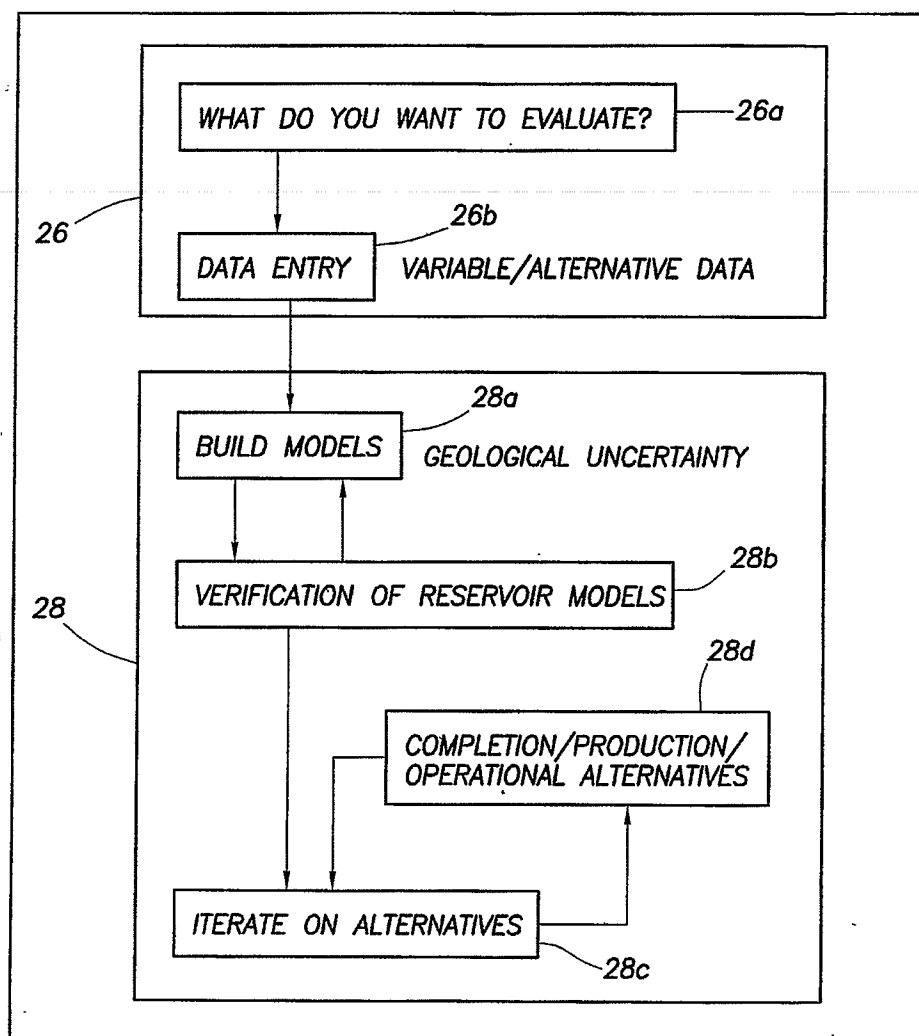 WHAT DO YOU WANT TO EVALUATE?
26a
26
26b
DATA ENTRY
VARIABLE/ALTERNATIVE DATA
28a
BUILD MODELS
GEOLOGICAL UNCERTAINTY
28b
VERIFICATION OF RESERVOIR MODELS
28
28d
COMPLETION/PRODUCTION/
OPERATIONAL ALTERNATIVES
ITERATE ON ALTERNATIVES
28c